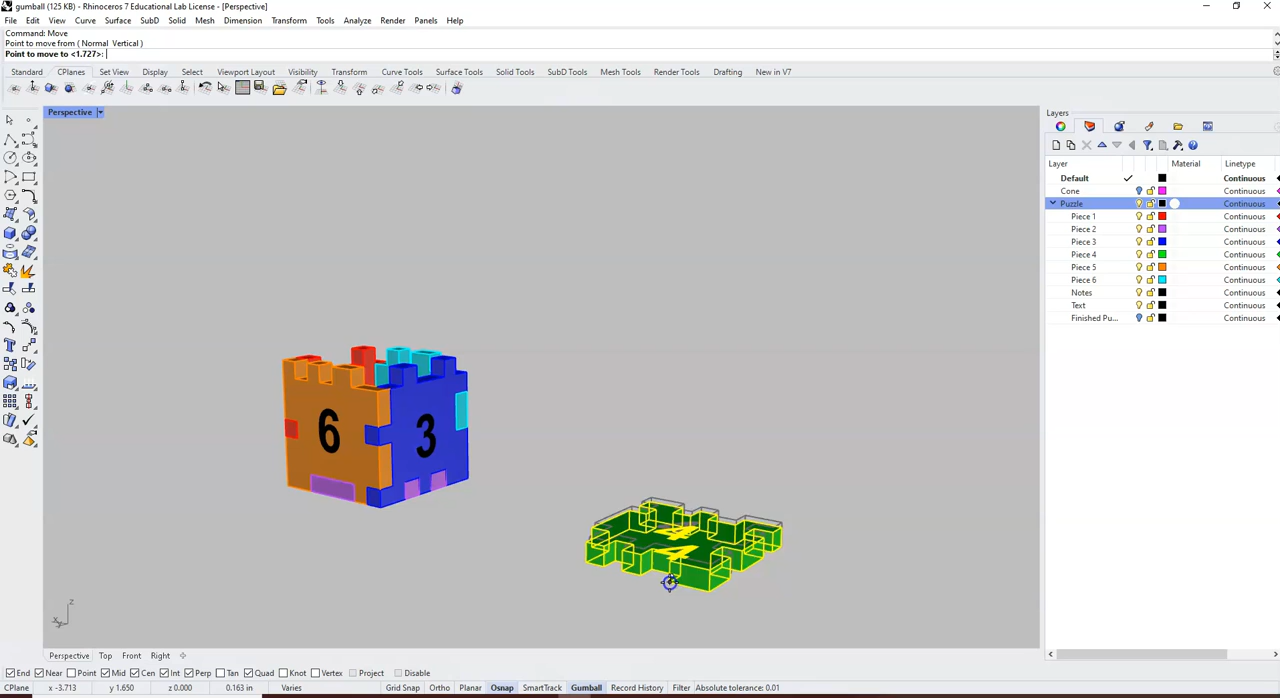 gumball (125 KB) - Rhinoceros 7 Educational Lab License - [Perspective]
File Edit View Curve Surface SubD Solid Mesh Dimension Transform Tools Analyze Render Panels Help
Command: Move
Point to move from ( Normal Vertical )
Point to move to <1.727>:
Standard CPlanes Set View Display Select Viewport Layout Visibility Transform Curve Tools Surface Tools Solid Tools SubD Tools Mesh Tools Render Tools Drafting New in V7
Perspective
Layers
Layer Material Linetype
Default Continuous
Cone Continuous
Puzzle Continuous
Piece 1 Continuous
Piece 2 Continuous
Piece 3 Continuous
Piece 4 Continuous
Piece 5 Continuous
Piece 6 Continuous
Notes Continuous
Text Continuous
Finished Pu... Continuous
6 3
4
4
z
y x
Perspective Top Front Right
End Near Point Mid Cen Int Perp Tan Quad Knot Vertex Project Disable
CPlane x -3.713 y 1.650 z 0.000 0.163 in Varies Grid Snap Ortho Planar Osnap SmartTrack Gumball Record History Filter Absolute tolerance: 0.01